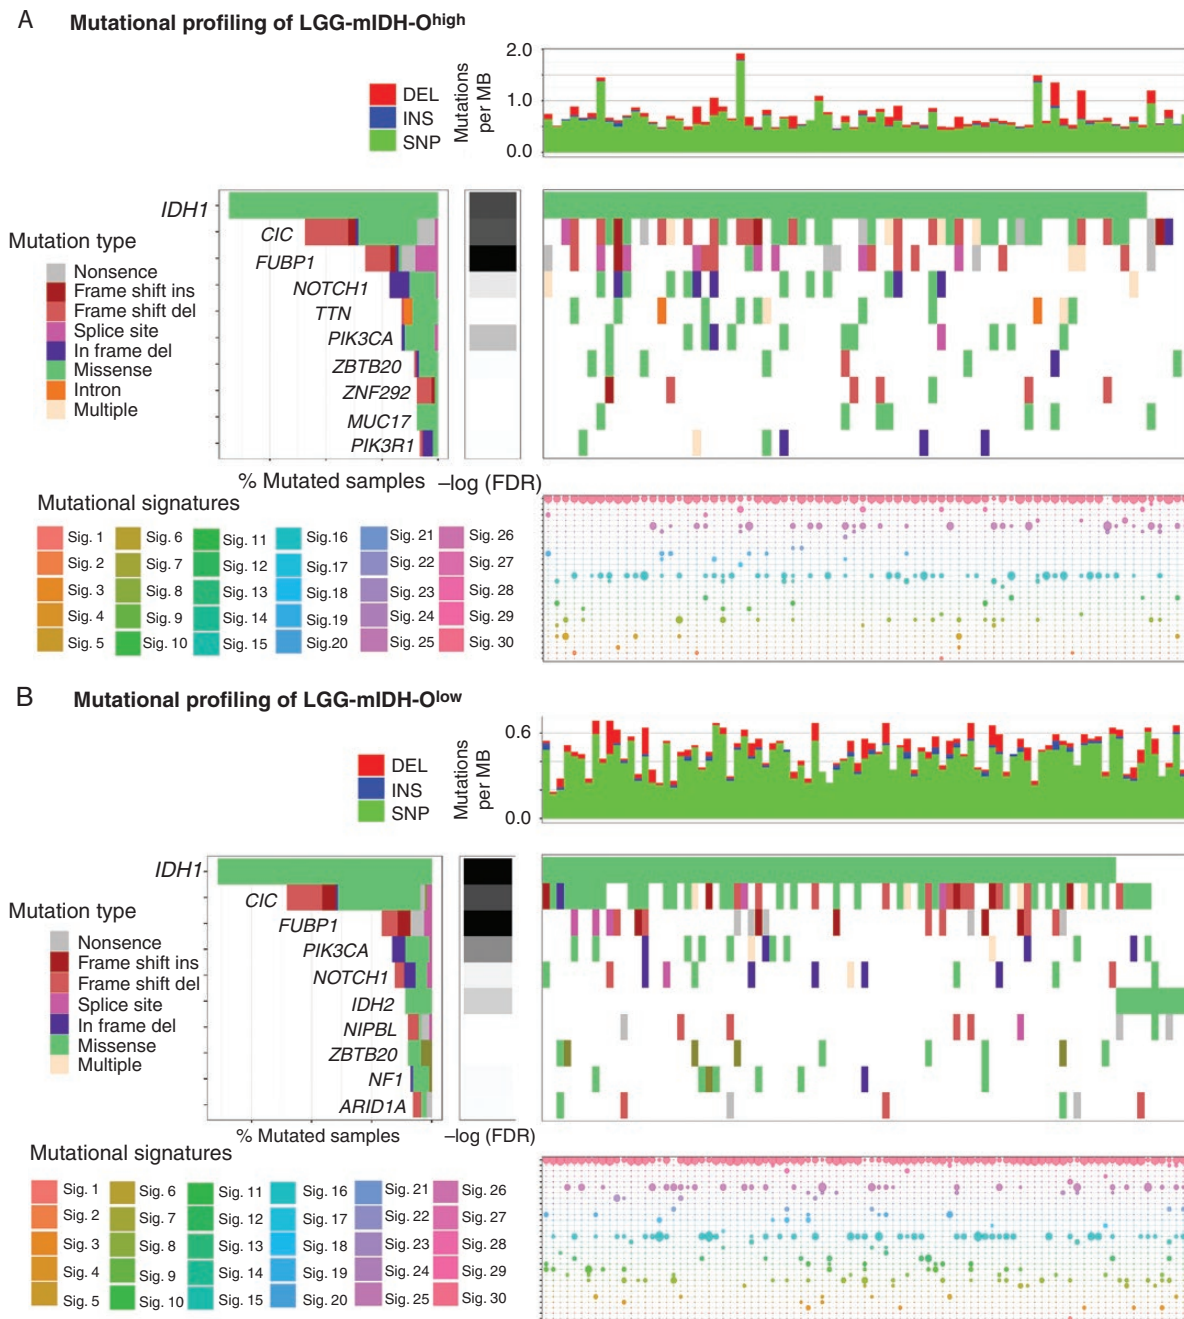 A Mutational profiling of LGG-mIDH-Ohigh
DEL
INS
SNP
Mutations per MB
2.0
1.0
0.0
Mutation type
Nonsence
Frame shift ins
Frame shift del
Splice site
In frame del
Missense
Intron
Multiple
IDH1
CIC
FUBP1
NOTCH1
TTN
PIK3CA
ZBTB20
ZNF292
MUC17
PIK3R1
% Mutated samples
–log (FDR)
Mutational signatures
Sig. 1 Sig. 6 Sig. 11 Sig.16 Sig. 21 Sig. 26
Sig. 2 Sig. 7 Sig. 12 Sig. 17 Sig. 22 Sig. 27
Sig. 3 Sig. 8 Sig. 13 Sig. 18 Sig. 23 Sig. 28
Sig. 4 Sig. 9 Sig. 14 Sig. 19 Sig. 24 Sig. 29
Sig. 5 Sig. 10 Sig. 15 Sig. 20 Sig. 25 Sig. 30
B Mutational profiling of LGG-mIDH-Olow
DEL
INS
SNP
Mutations per MB
0.6
0.0
Mutation type
Nonsence
Frame shift ins
Frame shift del
Splice site
In frame del
Missense
Multiple
IDH1
CIC
FUBP1
PIK3CA
NOTCH1
IDH2
NIPBL
ZBTB20
NF1
ARID1A
% Mutated samples
–log (FDR)
Mutational signatures
Sig. 1 Sig. 6 Sig. 11 Sig. 16 Sig. 21 Sig. 26
Sig. 2 Sig. 7 Sig. 12 Sig. 17 Sig. 22 Sig. 27
Sig. 3 Sig. 8 Sig. 13 Sig. 18 Sig. 23 Sig. 28
Sig. 4 Sig. 9 Sig. 14 Sig. 19 Sig. 24 Sig. 29
Sig. 5 Sig. 10 Sig. 15 Sig. 20 Sig. 25 Sig. 30